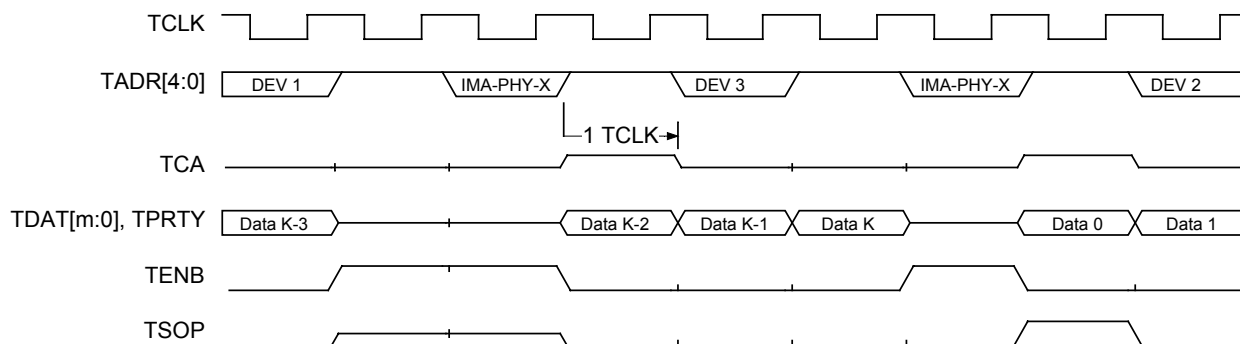 TCLK
TADR[4:0] DEV 1 IMA-PHY-X DEV 3 IMA-PHY-X DEV 2
1 TCLK
TCA
TDAT[m:0], TPRTY Data K-3 Data K-2 Data K-1 Data K Data 0 Data 1
TENB
TSOP